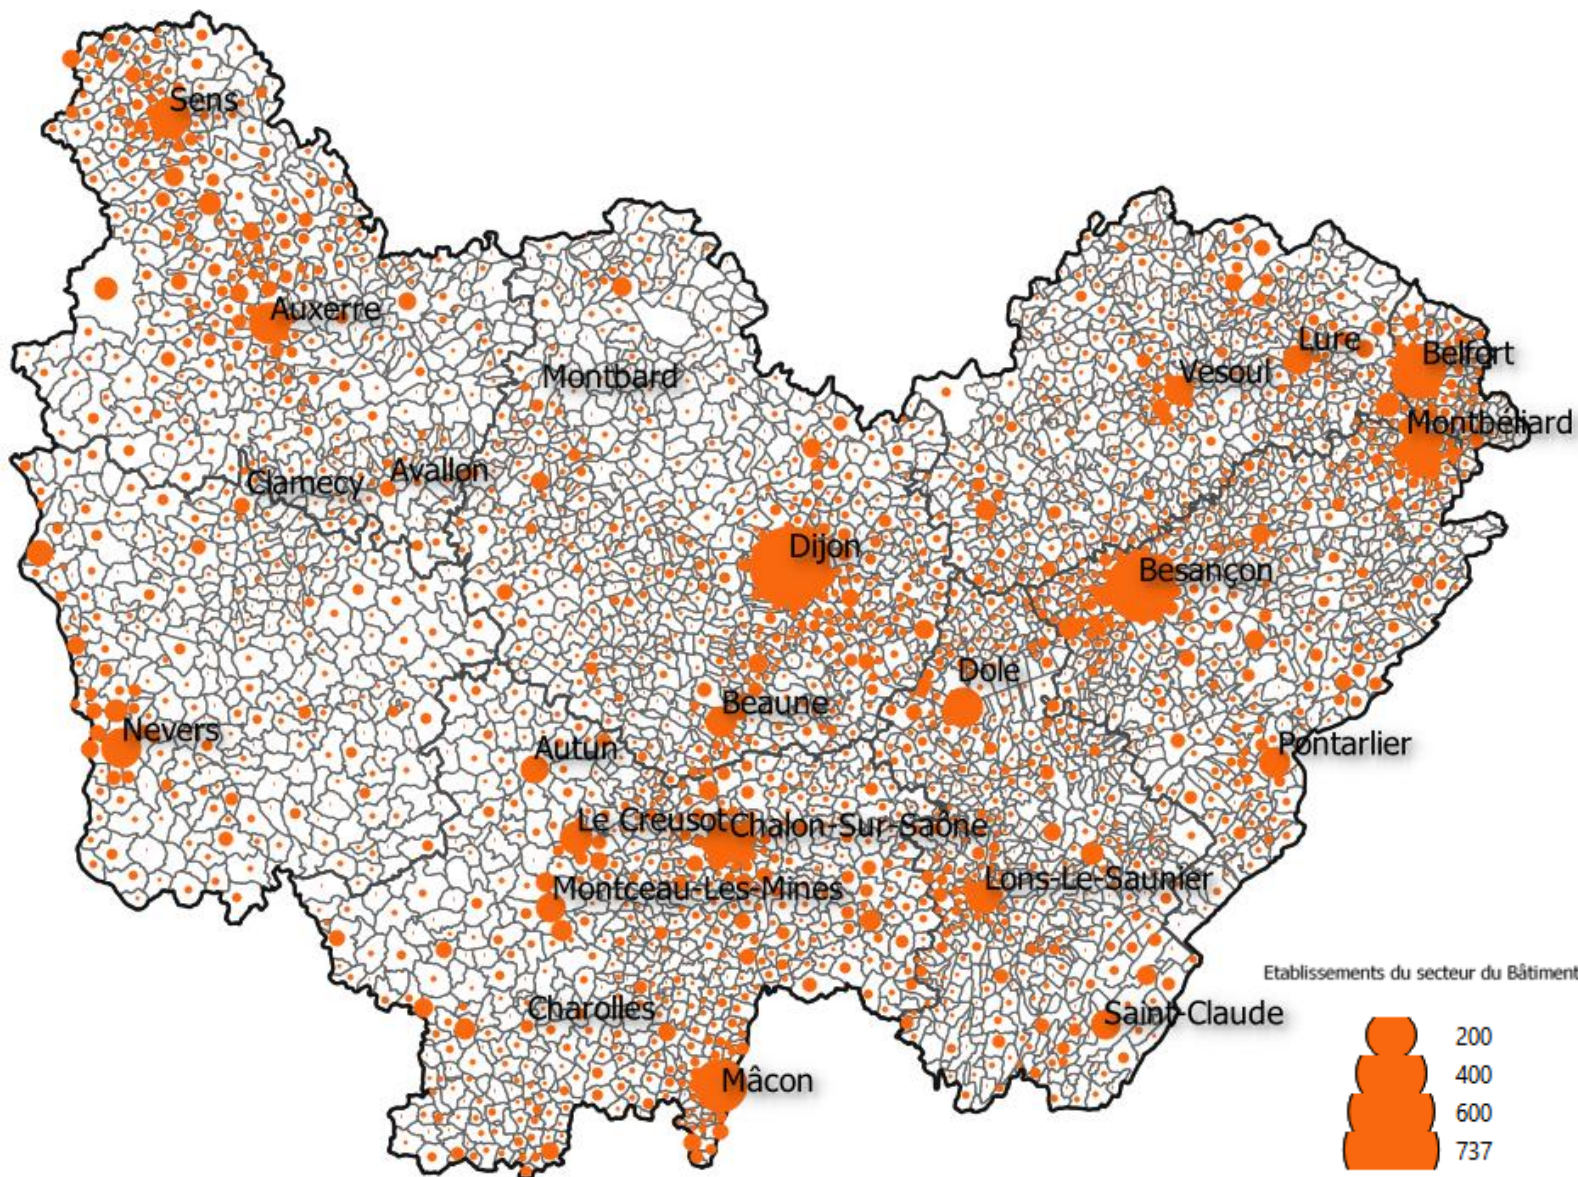 Sens
Auxerre
Montbard
Lure
Belfort
Vesoul
Montbéliard
Clamecy
Avallon
Dijon
Besançon
Dole
Beaune
Nevers
Autun
Pontarlier
Le Creusot
Chalon-Sur-Saône
Montceau-Les-Mines
Lons-Le-Saunier
Etablissements du secteur du Bâtiment
Charolles
Saint-Claude
200
400
Mâcon
600
737